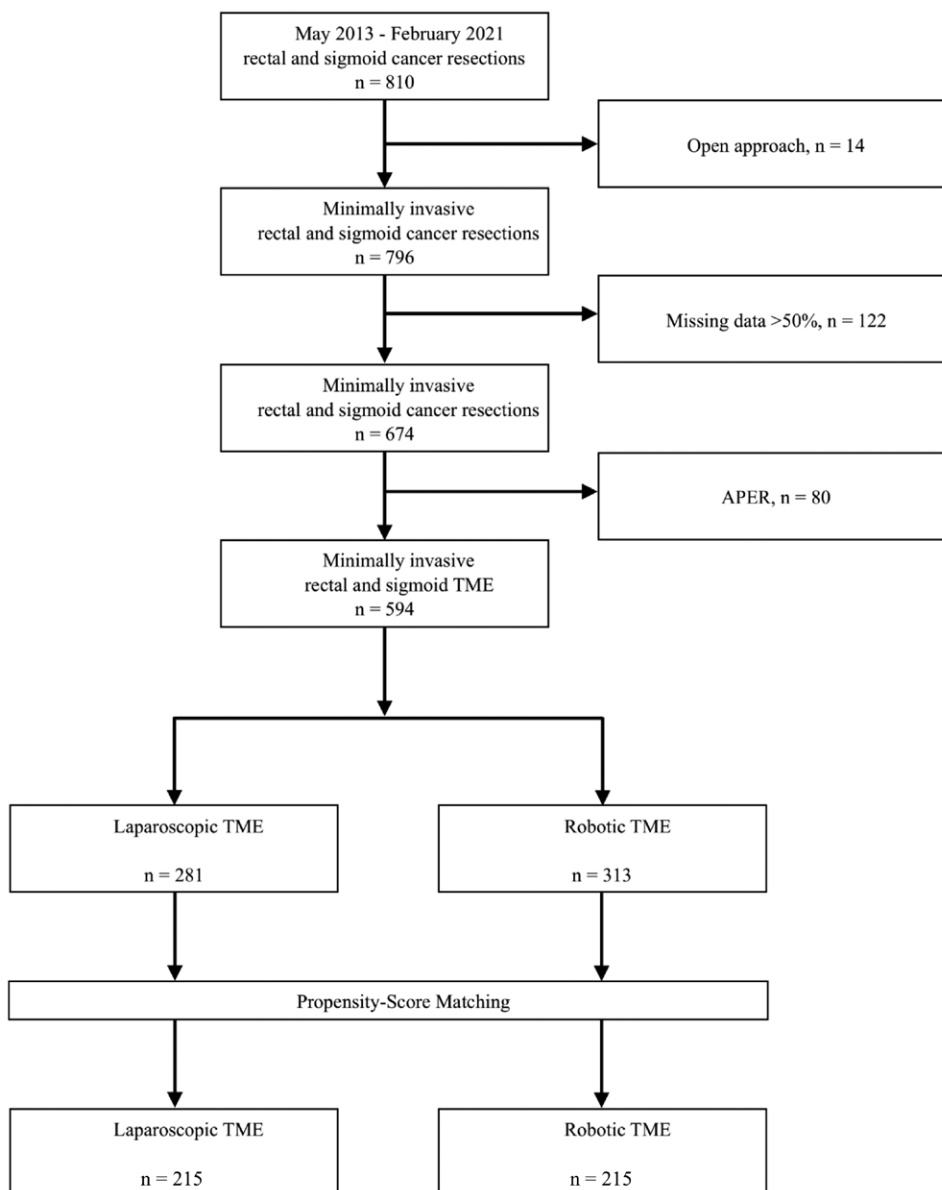 May 2013 - February 2021
rectal and sigmoid cancer resections
n = 810
Open approach, n = 14
Minimally invasive
rectal and sigmoid cancer resections
n = 796
Missing data >50%, n = 122
Minimally invasive
rectal and sigmoid cancer resections
n = 674
APER, n = 80
Minimally invasive
rectal and sigmoid TME
n = 594
Laparoscopic TME
n = 281
Robotic TME
n = 313
Propensity-Score Matching
Laparoscopic TME
n = 215
Robotic TME
n = 215